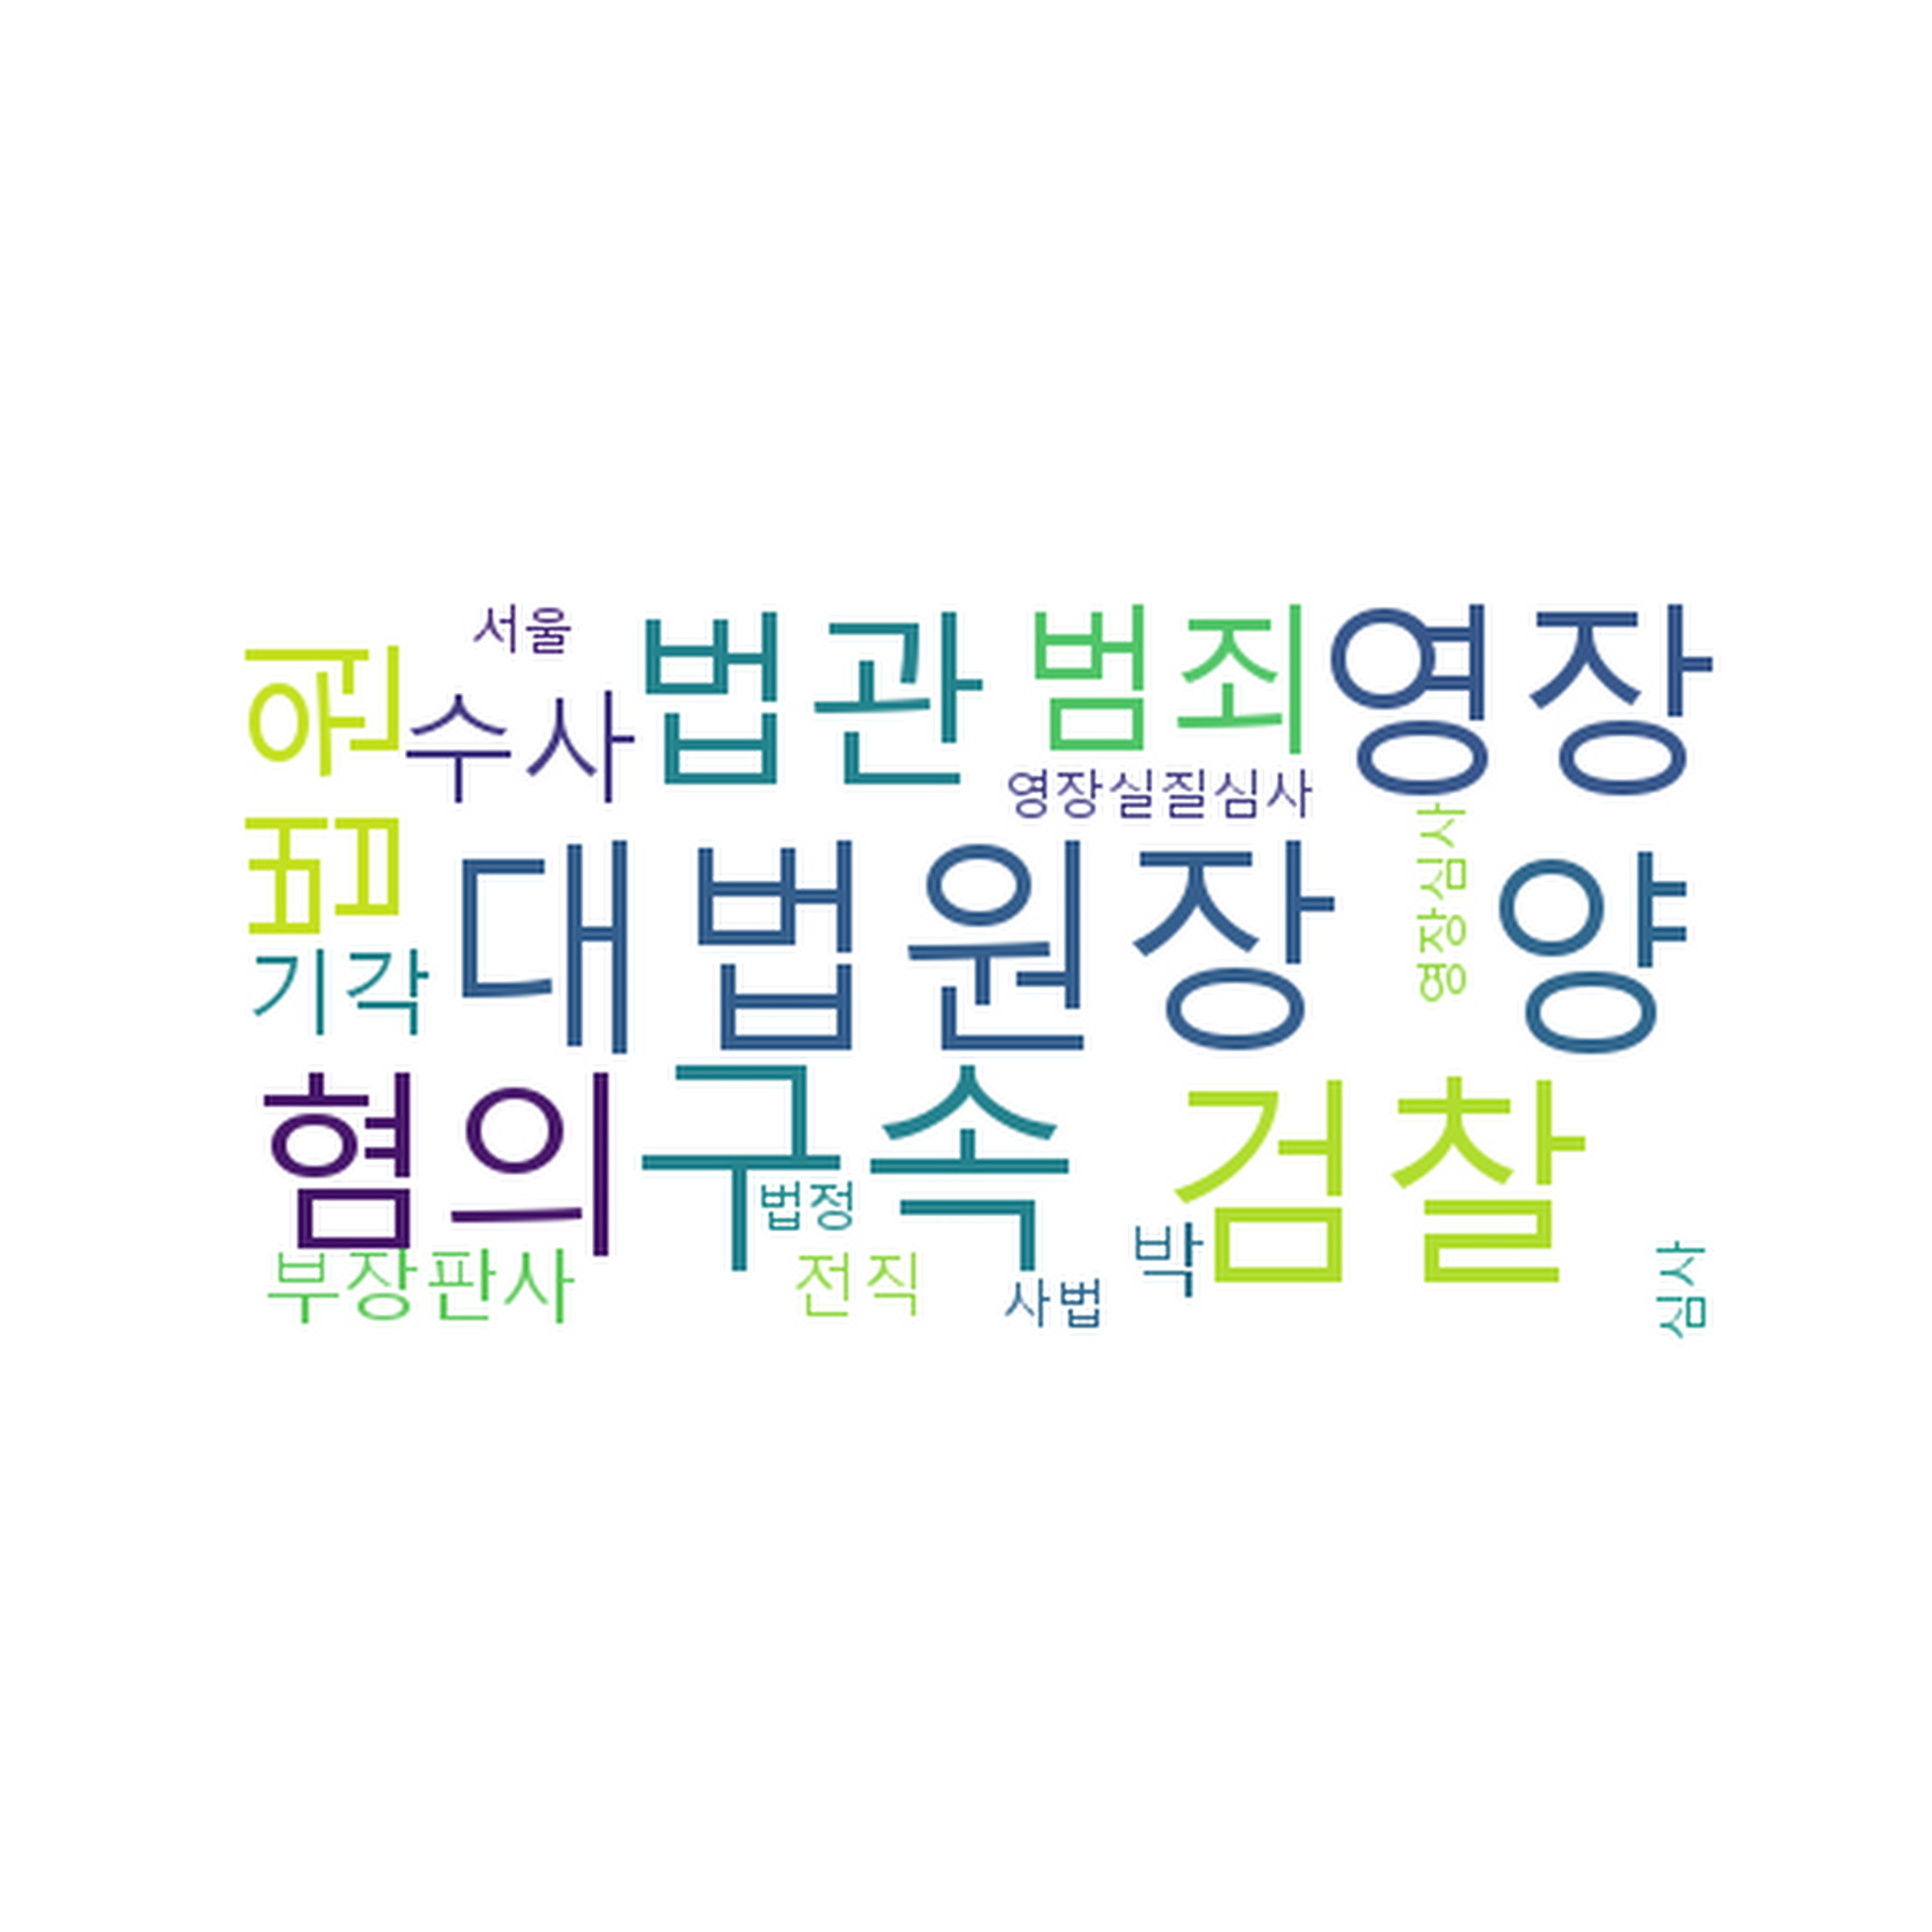 서울
법관
범죄
영장
법원
수사
영장실질심사
영장심사
대법원장
양
기각
혐의
구속
검찰
법정
박
부장판사
전직
사법
심사